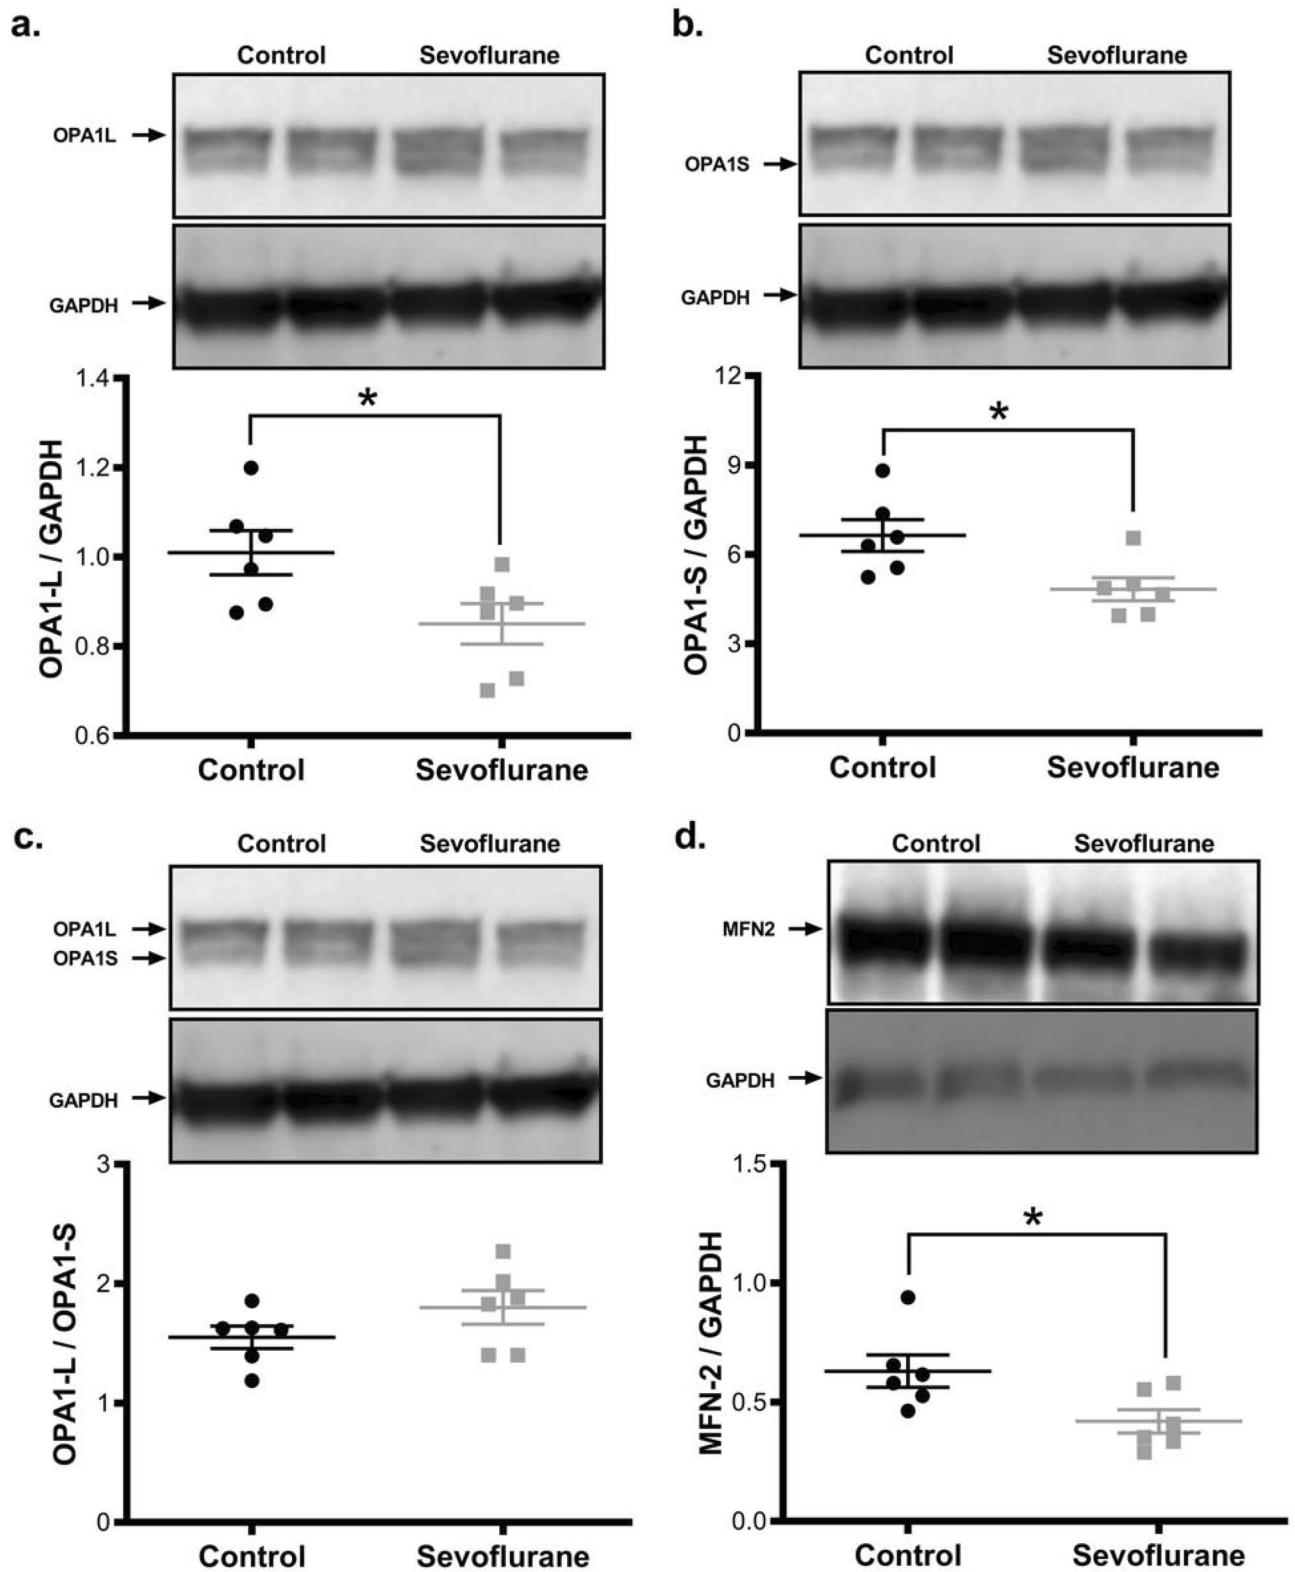 a.
Control Sevoflurane
OPA1L
GAPDH
1.4
*
1.2
1.0
0.8
0.6
OPA1-L / GAPDH
Control Sevoflurane
b.
Control Sevoflurane
OPA1S
GAPDH
12
*
9
6
3
0
OPA1-S / GAPDH
Control Sevoflurane
c.
Control Sevoflurane
OPA1L
OPA1S
GAPDH
3
2
1
0
OPA1-L / OPA1-S
Control Sevoflurane
d.
Control Sevoflurane
MFN2
GAPDH
1.5
*
1.0
0.5
0.0
MFN-2 / GAPDH
Control Sevoflurane